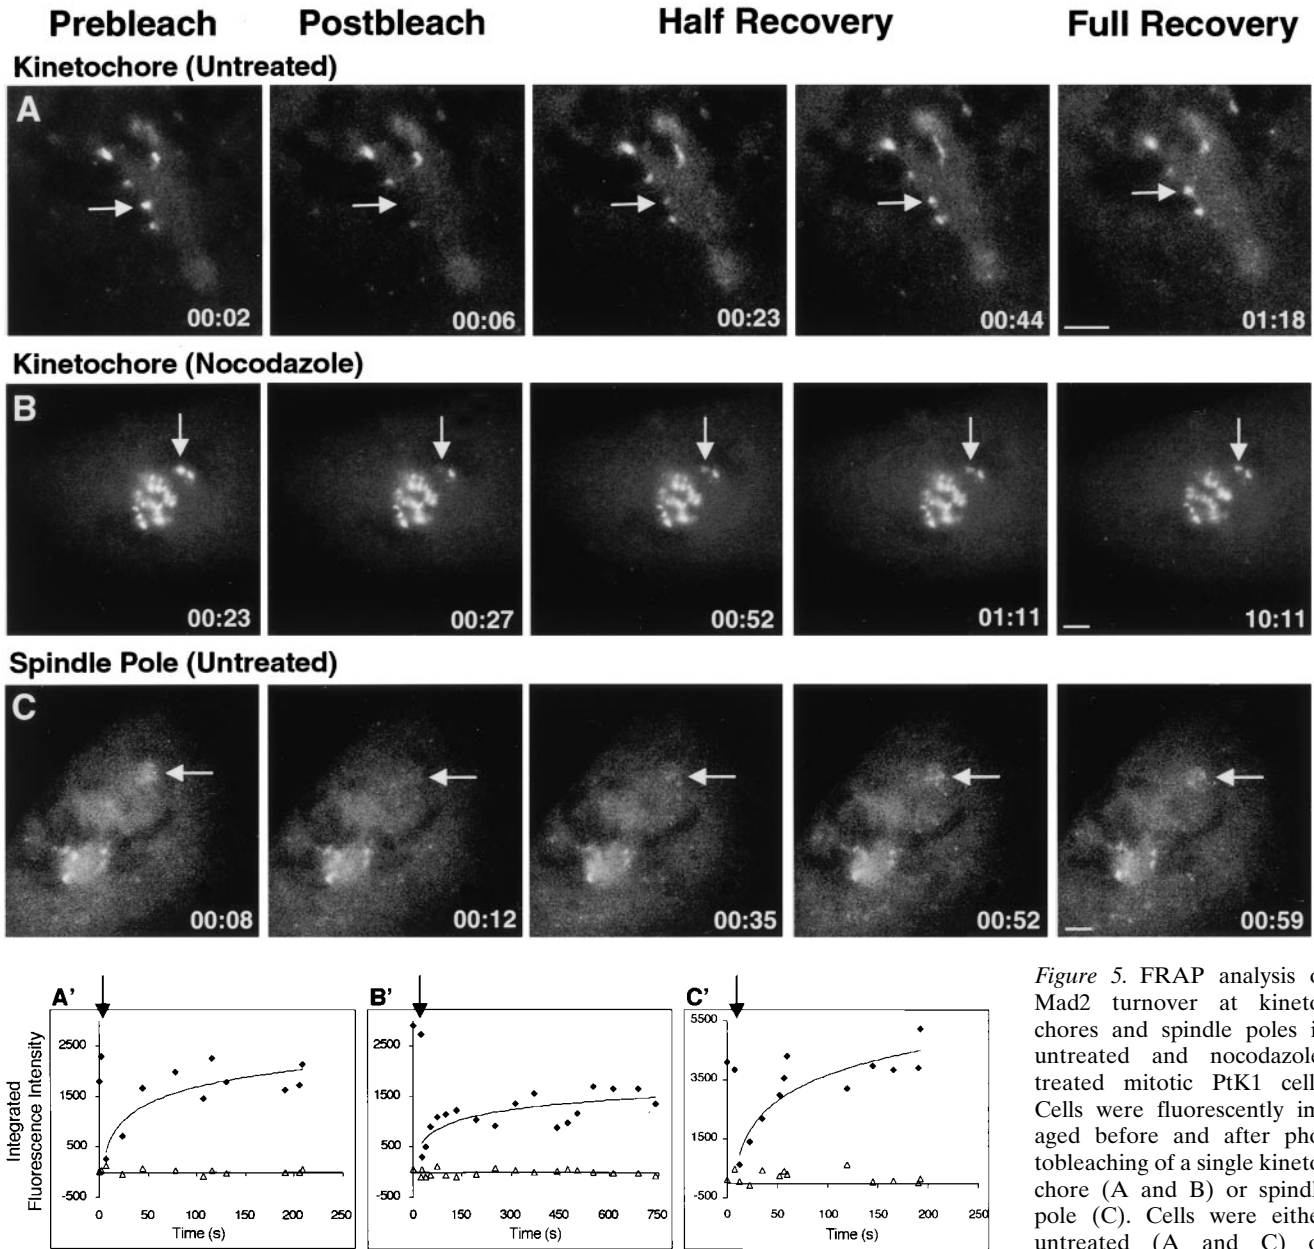 Prebleach Postbleach Half Recovery Full Recovery
Kinetochore (Untreated)
A
00:02 00:06 00:23 00:44 01:18
Kinetochore (Nocodazole)
B
00:23 00:27 00:52 01:11 10:11
Spindle Pole (Untreated)
C
00:08 00:12 00:35 00:52 00:59
A'
Integrated
Fluorescence Intensity
2500
1500
500
-500
0 50 100 150 200 250
Time (s)
B'
2500
1500
500
-500
0 150 300 450 600 750
Time (s)
C'
5500
3500
1500
-500
0 50 100 150 200 250
Time (s)
Figure 5. FRAP analysis
Mad2 turnover at kineto
chores and spindle poles
untreated and nocodazole
treated mitotic PtK1 cell
Cells were fluorescently im
aged before and after pho
tobleaching of a single kineto
chore (A and B) or spindl
pole (C). Cells were eithe
untreated (A and C)